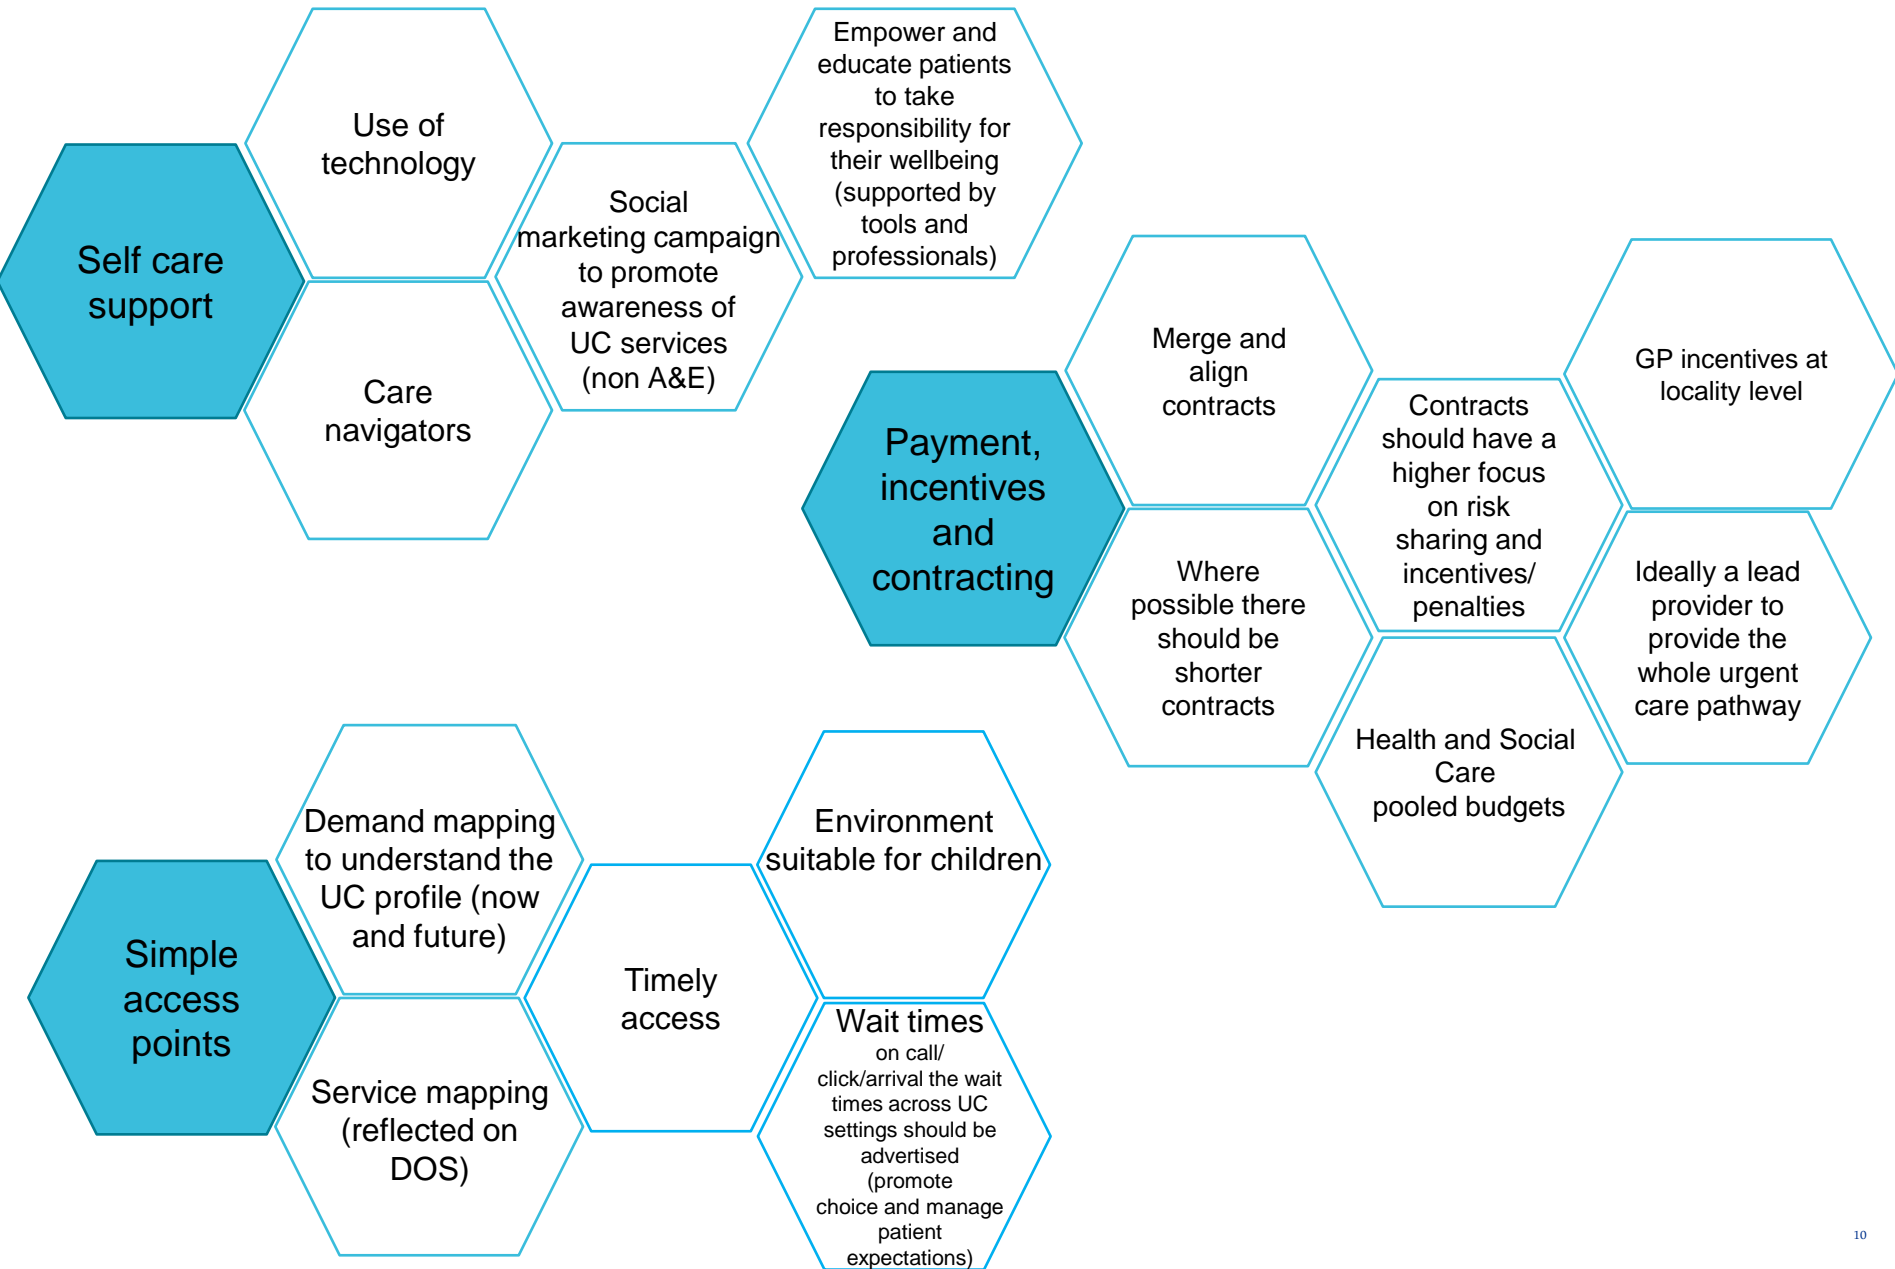 Self care
support
Use of
technology
Care
navigators
Social
marketing campaign
to promote
awareness of
UC services
(non A&E)
Empower and
educate patients
to take
responsibility for
their wellbeing
(supported by
tools and
professionals)
Payment,
incentives
and
contracting
Merge and
align
contracts
Where
possible there
should be
shorter
contracts
Contracts
should have a
higher focus
on risk
sharing and
incentives/
penalties
Health and Social
Care
pooled budgets
GP incentives at
locality level
Ideally a lead
provider to
provide the
whole urgent
care pathway
Simple
access
points
Demand mapping
to understand the
UC profile (now
and future)
Service mapping
(reflected on
DOS)
Timely
access
Environment
suitable for children
Wait times
on call/
click/arrival the wait
times across UC
settings should be
advertised
(promote
choice and manage
patient
expectations)
10